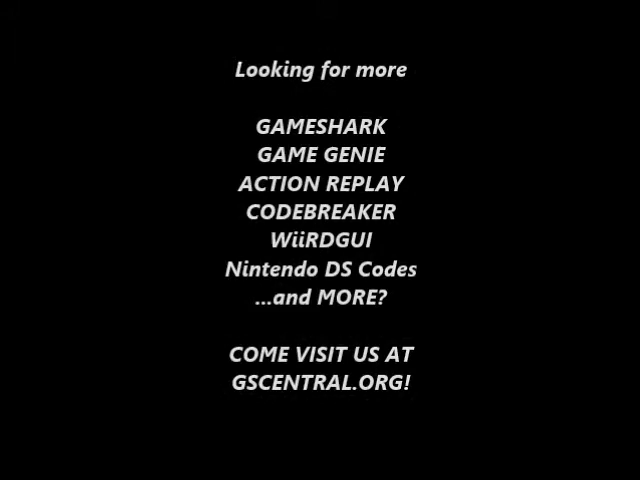 Looking for more
GAMESHARK
GAME GENIE
ACTION REPLAY
CODEBREAKER
WiiRDGUI
Nintendo DS Codes
...and MORE?
COME VISIT US AT
GSCENTRAL.ORG!